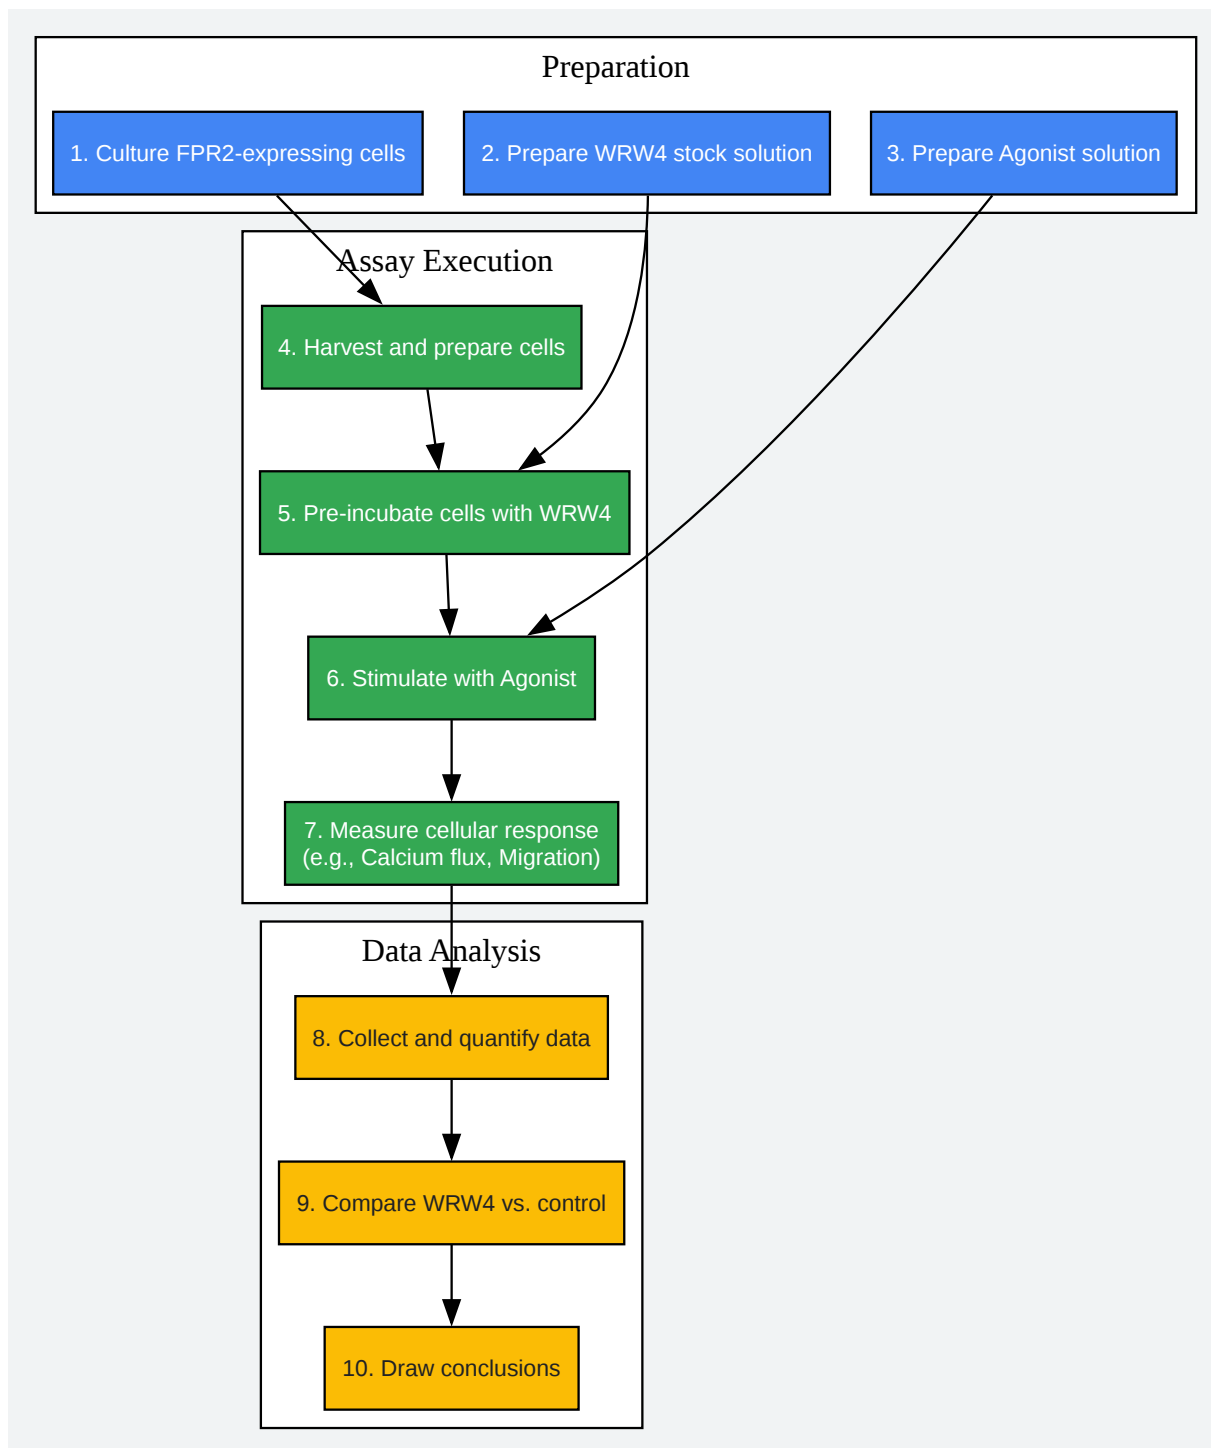 Preparation
1. Culture FPR2-expressing cells
2. Prepare WRW4 stock solution
3. Prepare Agonist solution
Assay Execution
4. Harvest and prepare cells
5. Pre-incubate cells with WRW4
6. Stimulate with Agonist
7. Measure cellular response
(e.g., Calcium flux, Migration)
Data Analysis
8. Collect and quantify data
9. Compare WRW4 vs. control
10. Draw conclusions